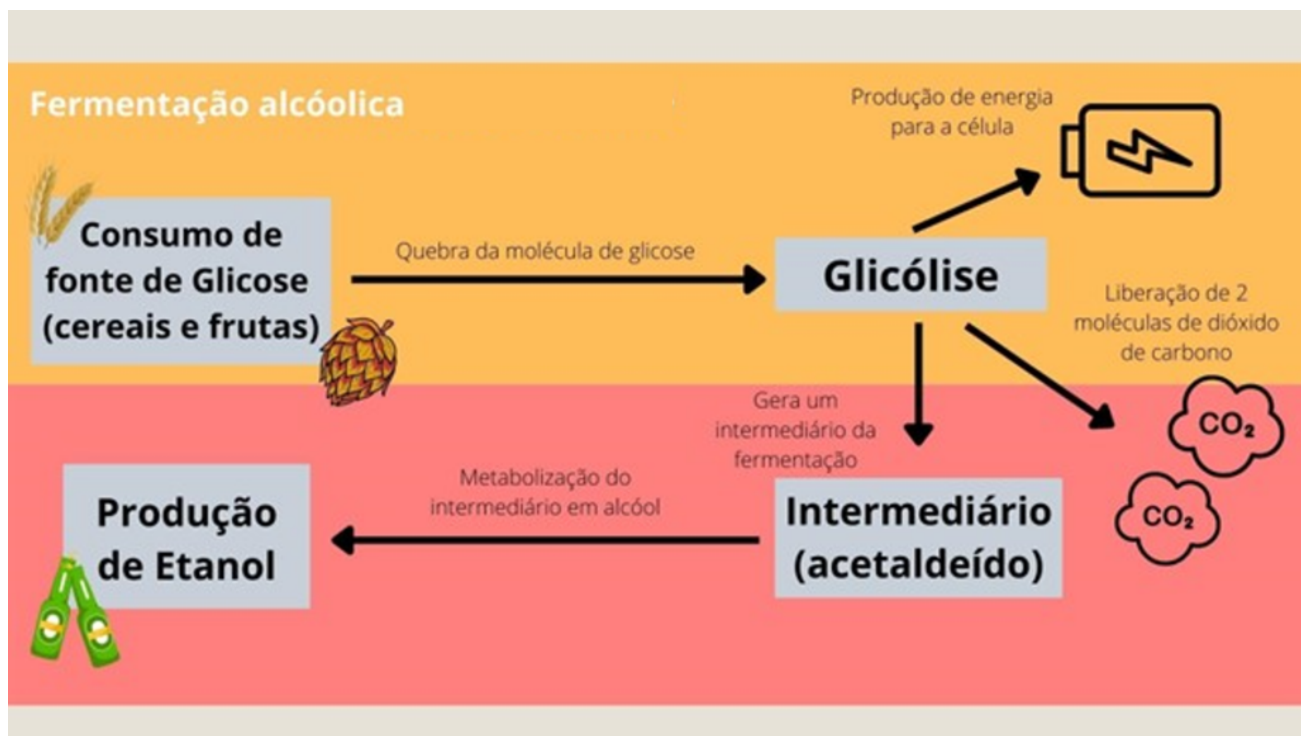 Fermentação alcóolica
Produção de energia
para a célula
Consumo de
fonte de Glicose
(cereais e frutas)
Quebra da molécula de glicose
Glicólise
Liberação de 2
moléculas de dióxido
de carbono
CO₂
CO₂
Gera um
intermediário da
fermentação
Intermediário
(acetaldeído)
Metabolização do
intermediário em alcóol
Produção
de Etanol